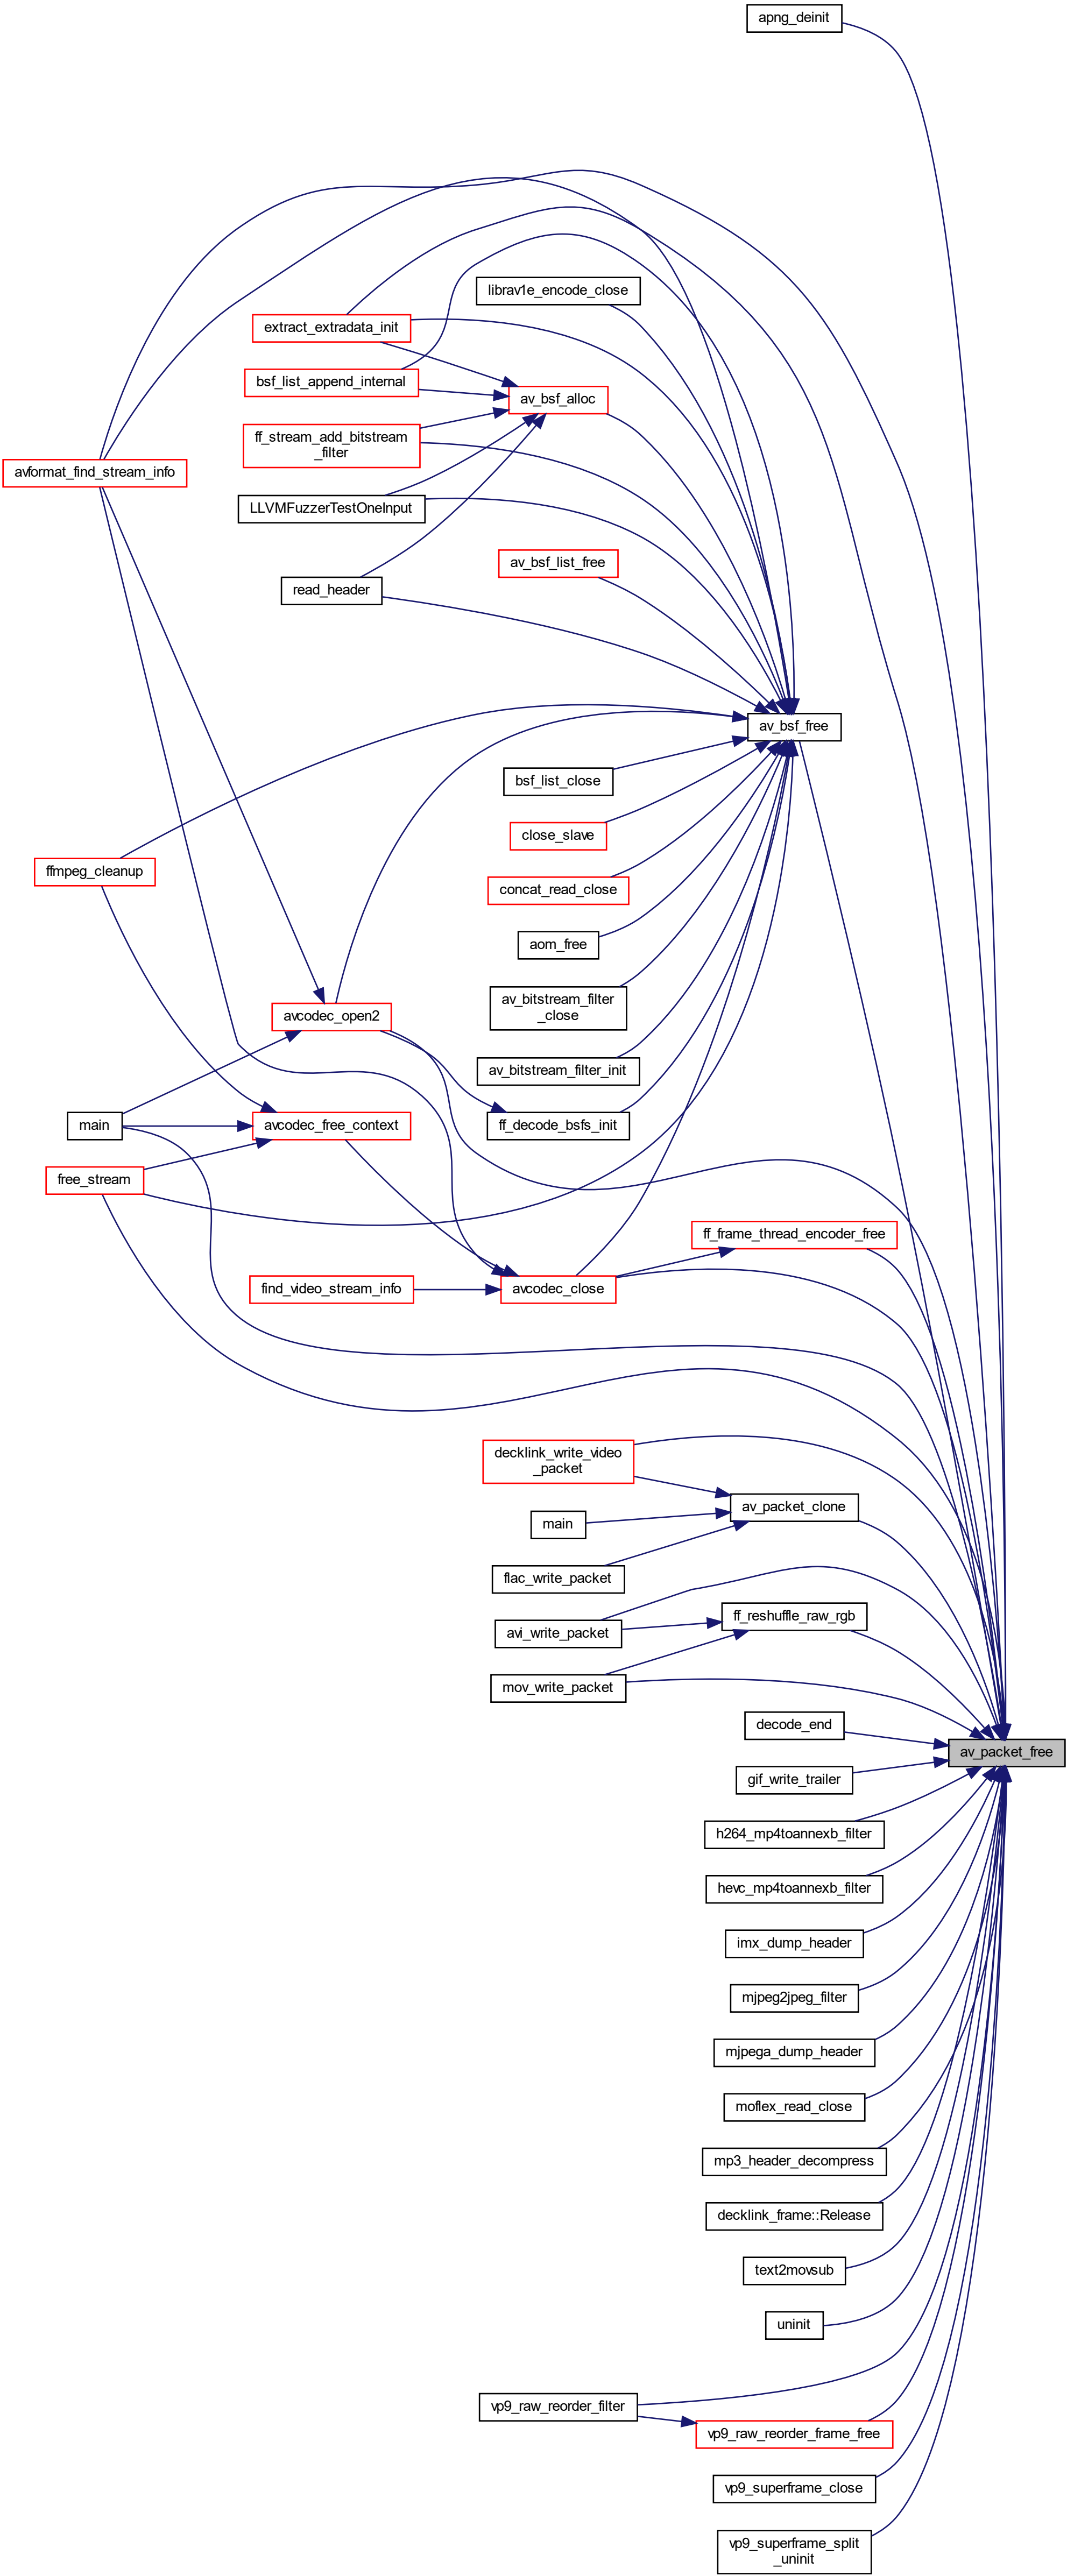 apng_deinit
librav1e_encode_close
extract_extradata_init
bsf_list_append_internal
av_bsf_alloc
ff_stream_add_bitstream
_filter
avformat_find_stream_info
LLVMFuzzerTestOneInput
av_bsf_list_free
read_header
av_bsf_free
bsf_list_close
close_slave
ffmpeg_cleanup
concat_read_close
aom_free
av_bitstream_filter
_close
avcodec_open2
av_bitstream_filter_init
main
avcodec_free_context
ff_decode_bsfs_init
free_stream
ff_frame_thread_encoder_free
find_video_stream_info
avcodec_close
decklink_write_video
_packet
av_packet_clone
main
flac_write_packet
ff_reshuffle_raw_rgb
avi_write_packet
mov_write_packet
decode_end
av_packet_free
gif_write_trailer
h264_mp4toannexb_filter
hevc_mp4toannexb_filter
imx_dump_header
mjpeg2jpeg_filter
mjpega_dump_header
moflex_read_close
mp3_header_decompress
decklink_frame::Release
text2movsub
uninit
vp9_raw_reorder_filter
vp9_raw_reorder_frame_free
vp9_superframe_close
vp9_superframe_split
_uninit